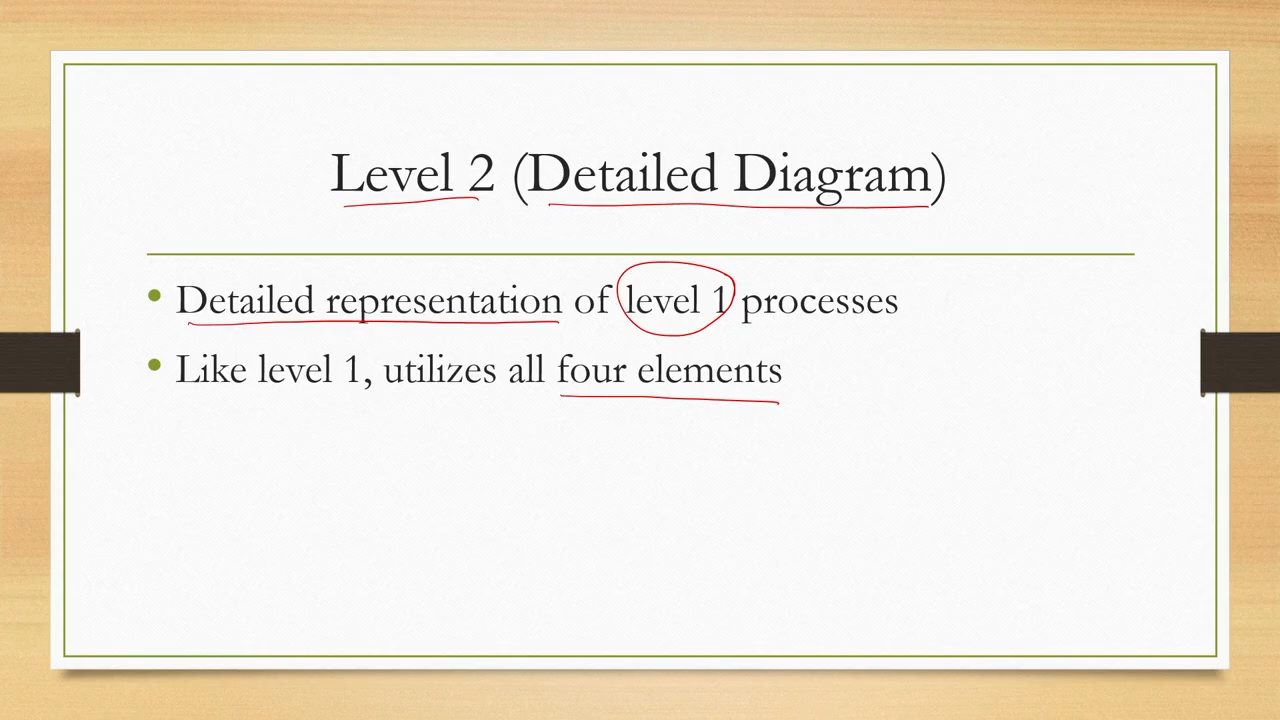 Level 2 (Detailed Diagram)
• Detailed representation of level 1 processes
• Like level 1, utilizes all four elements